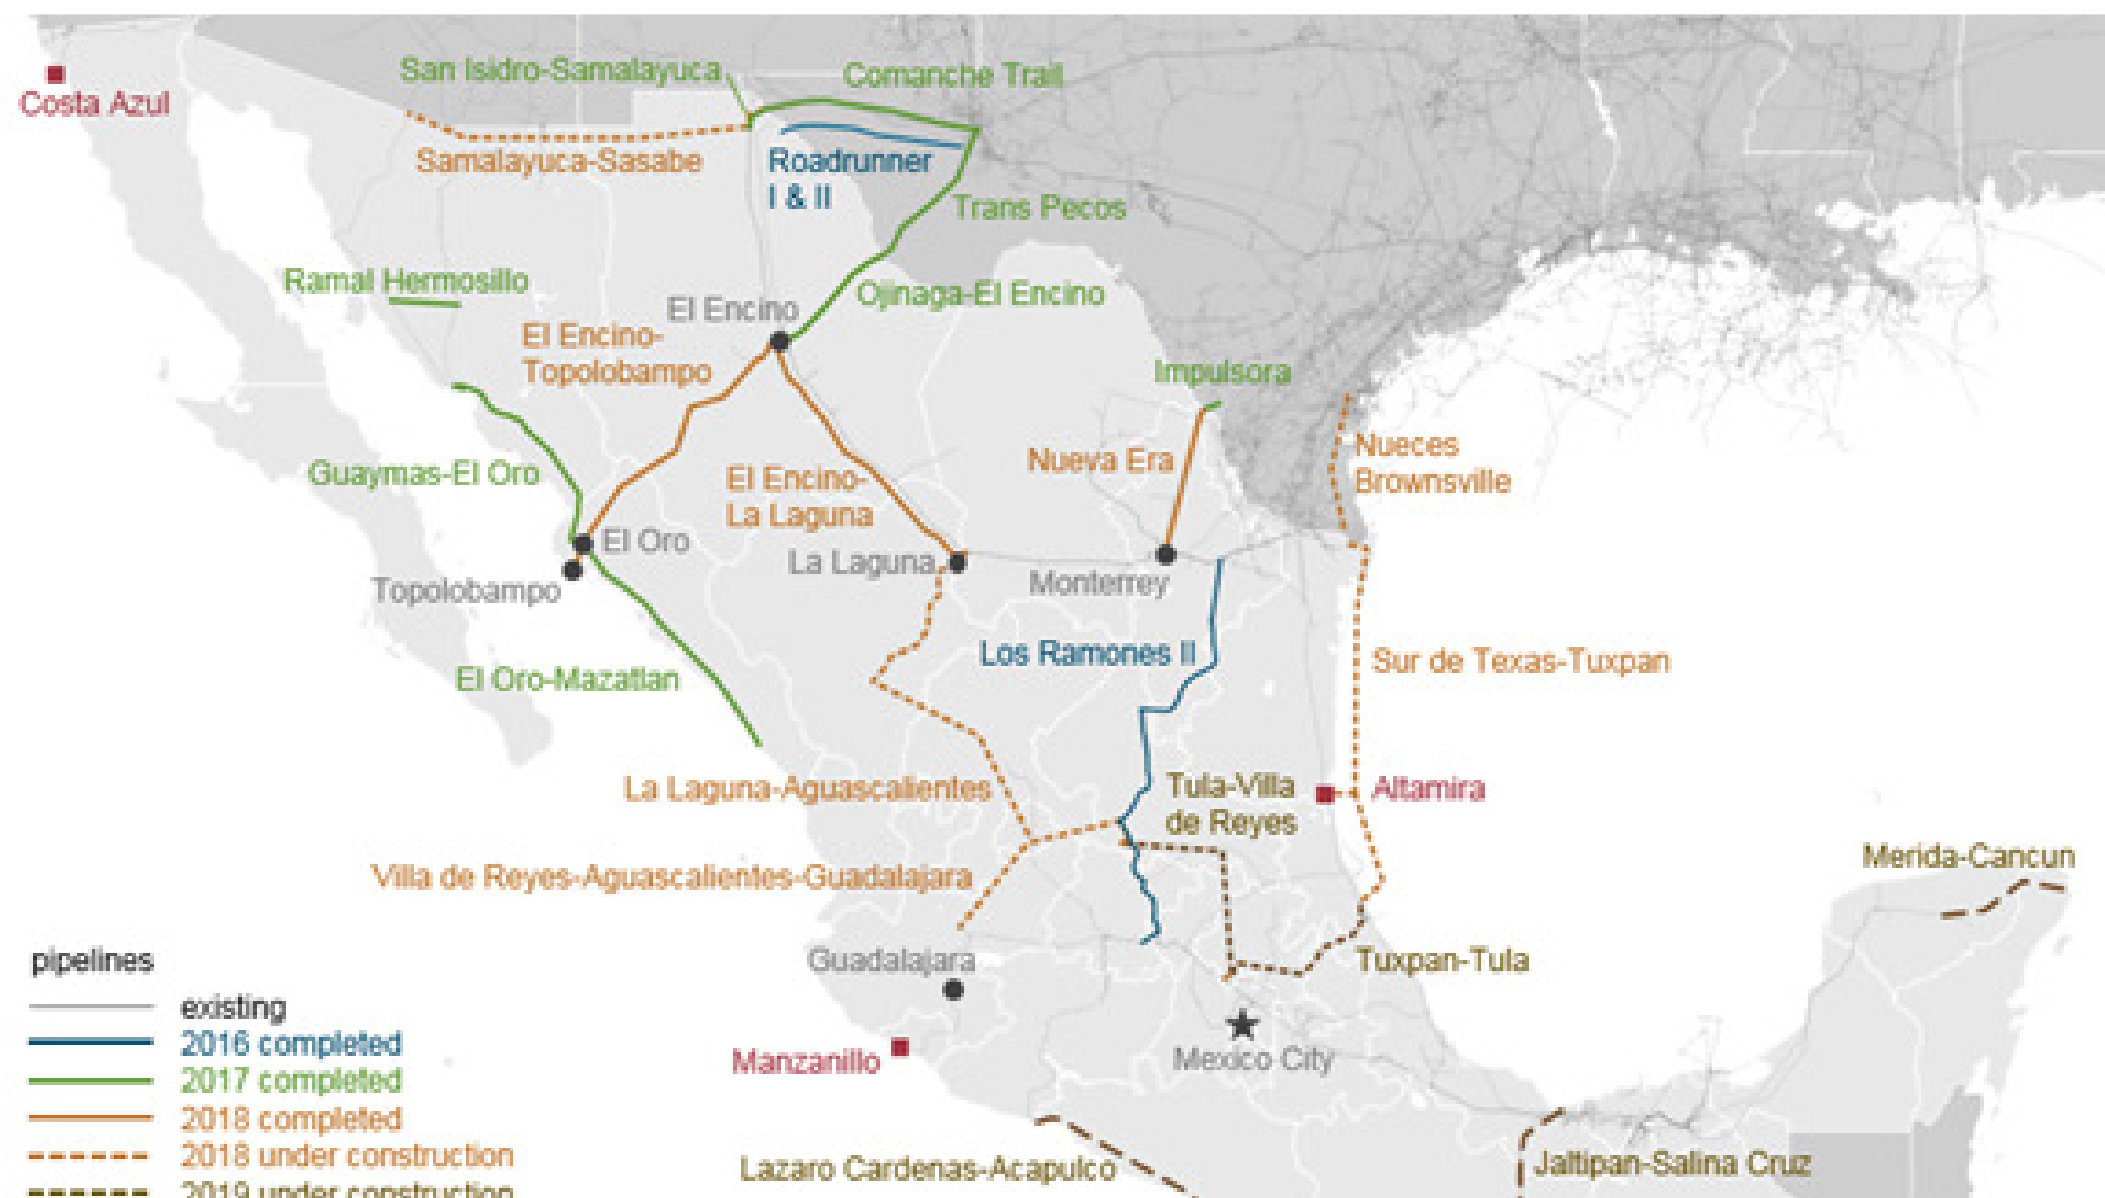 San Isidro-Samalayuca
Comanche Trail
Costa Azul
Samalayuca-Sasabe
Roadrunner
I & II
Trans Pecos
Ramal Hermosillo
Ojinaga-El Encino
El Encino
El Encino-
Topolobampo
Impulsora
Nueces
Brownsville
Nueva Era
Guaymas-El Oro
El Encino-
La Laguna
El Oro
La Laguna
Monterrey
Topolobampo
Los Ramones II
Sur de Texas-Tuxpan
El Oro-Mazatlan
La Laguna-Aguascalientes
Tula-Villa
de Reyes
Altamira
Merida-Cancun
Villa de Reyes-Aguascalientes-Guadalajara
Guadalajara
Tuxpan-Tula
Mexico City
Manzanillo
Lazaro Cardenas-Acapulco
Jaltipan-Salina Cruz
pipelines
existing
2016 completed
2017 completed
2018 completed
2018 under construction
2019 under construction